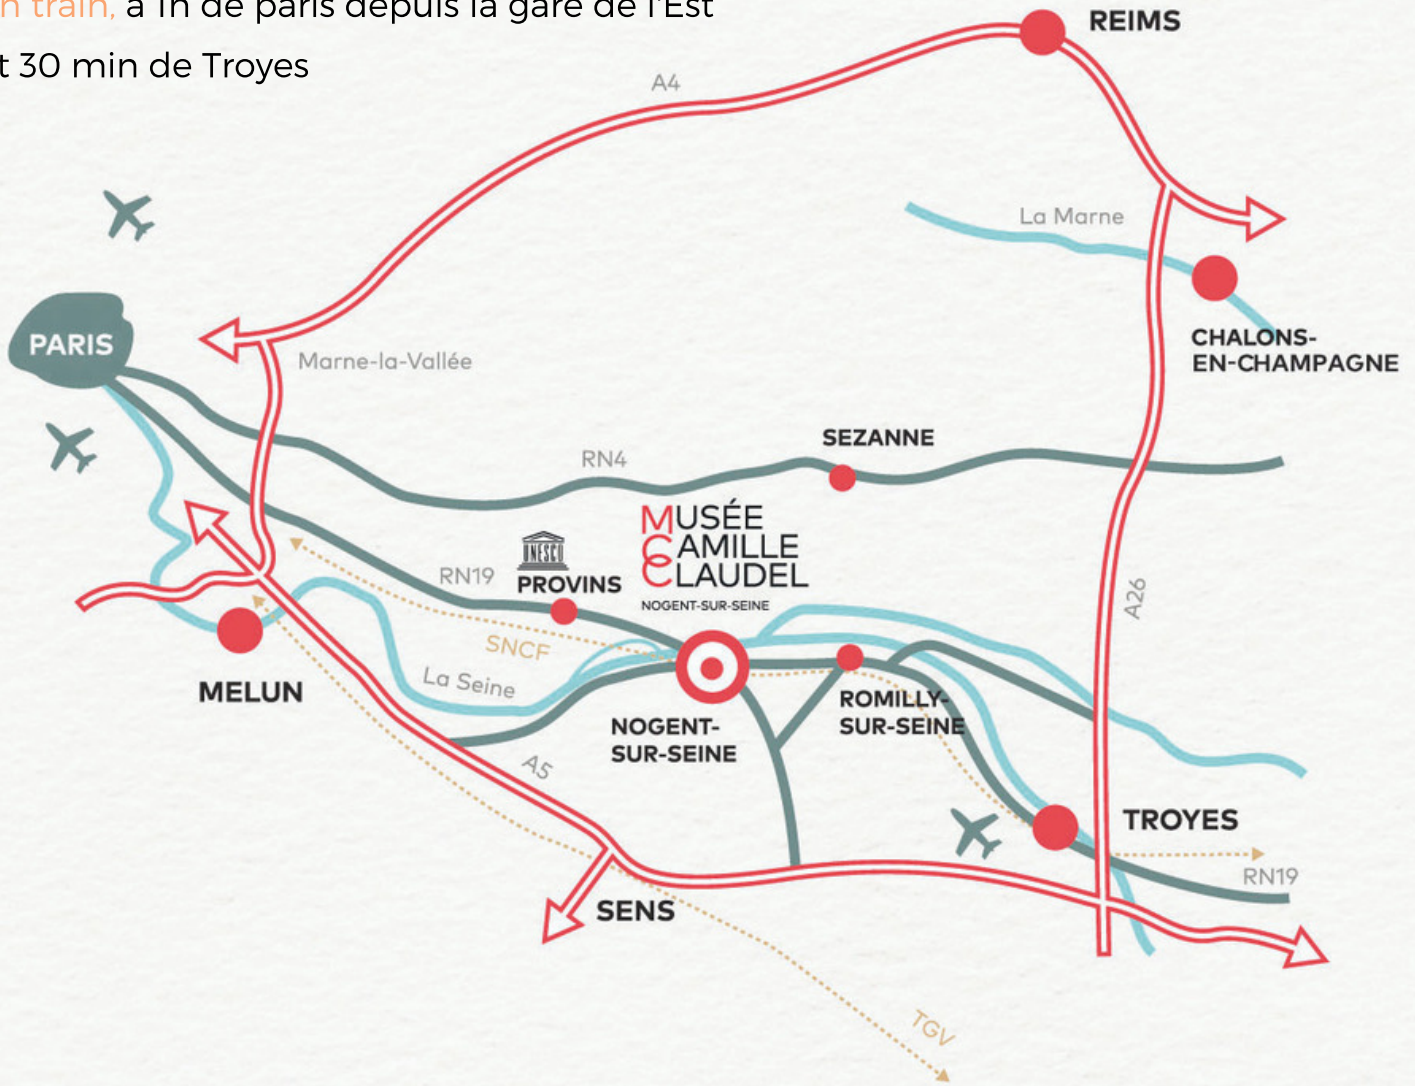 n train, à 1h de paris depuis la gare de l'Est
t 30 min de Troyes
REIMS
A4
La Marne
PARIS
CHALONS-
EN-CHAMPAGNE
Marne-la-Vallée
SEZANNE
RN4
MUSÉE
CAMILLE
CLAUDEL
NOGENT-SUR-SEINE
UNESCO
PROVINS
RN19
A26
SNCF
La Seine
MELUN
ROMILLY-
SUR-SEINE
NOGENT-
SUR-SEINE
A5
TROYES
RN19
SENS
TGV